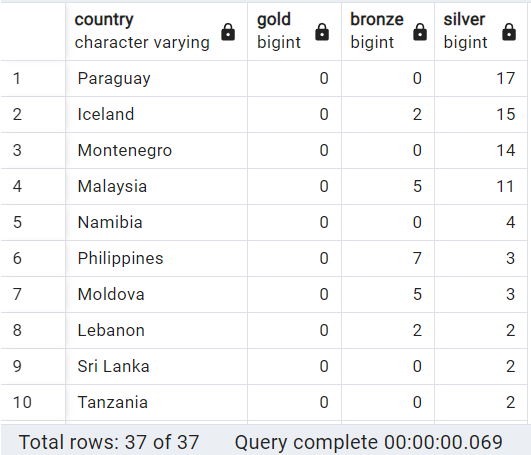 country gold bronze silver
character varying bigint bigint bigint
1 Paraguay 0 0 17
2 Iceland 0 2 15
3 Montenegro 0 0 14
4 Malaysia 0 5 11
5 Namibia 0 0 4
6 Philippines 0 7 3
7 Moldova 0 5 3
8 Lebanon 0 2 2
9 Sri Lanka 0 0 2
10 Tanzania 0 0 2
Total rows: 37 of 37 Query complete 00:00:00.069